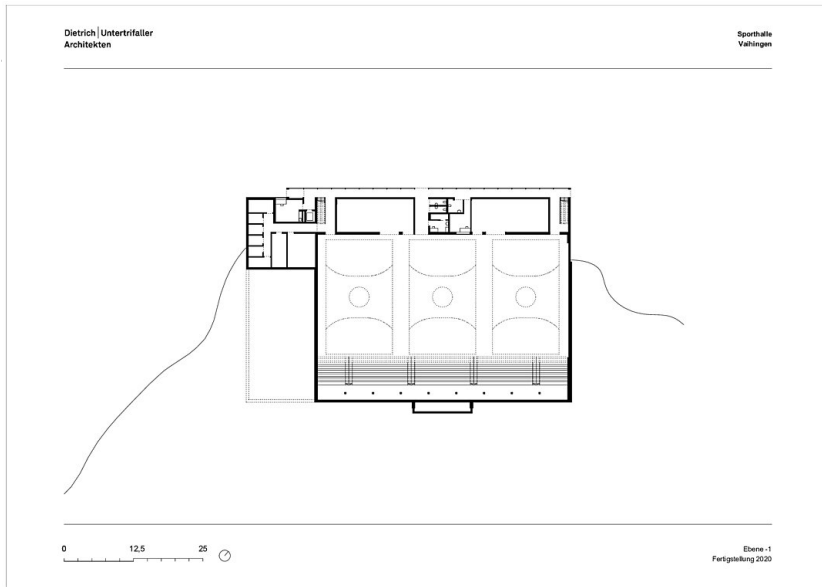 Dietrich | Untertrifaller
Architekten
Sporthalle
Vaihingen
0 12,5 25
Ebene -1
Fertigstellung 2020